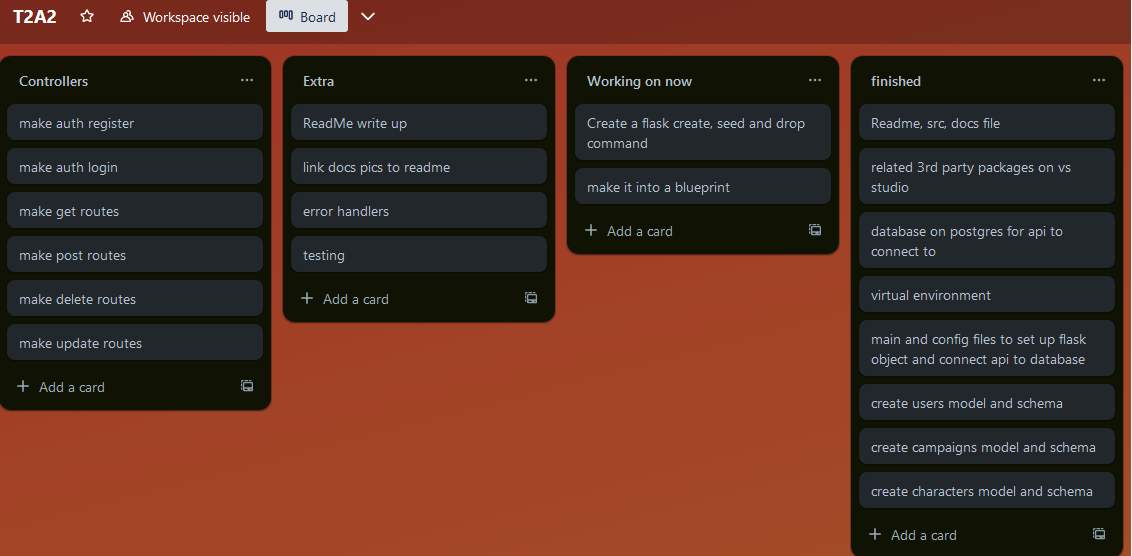 T2A2
Workspace visible
Board
Controllers
make auth register
make auth login
make get routes
make post routes
make delete routes
make update routes
Add a card
Extra
ReadMe write up
link docs pics to readme
error handlers
testing
Add a card
Working on now
Create a flask create, seed and drop
command
make it into a blueprint
Add a card
finished
Readme, src, docs file
related 3rd party packages on vs
studio
database on postgres for api to
connect to
virtual environment
main and config files to set up flask
object and connect api to database
create users model and schema
create campaigns model and schema
create characters model and schema
Add a card